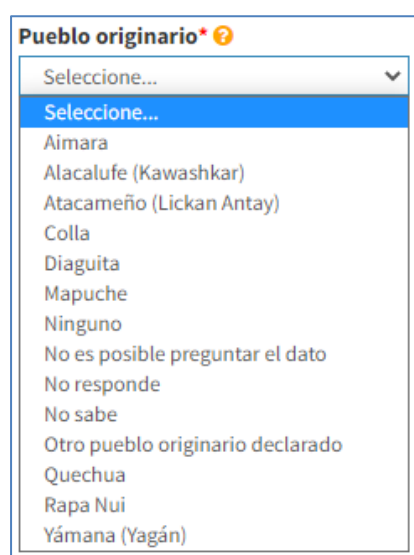 Pueblo originario*
Seleccione...
Seleccione...
Aimara
Alacalufe (Kawashkar)
Atacameño (Lickan Antay)
Colla
Diaguita
Mapuche
Ninguno
No es posible preguntar el dato
No responde
No sabe
Otro pueblo originario declarado
Quechua
Rapa Nui
Yámana (Yagán)